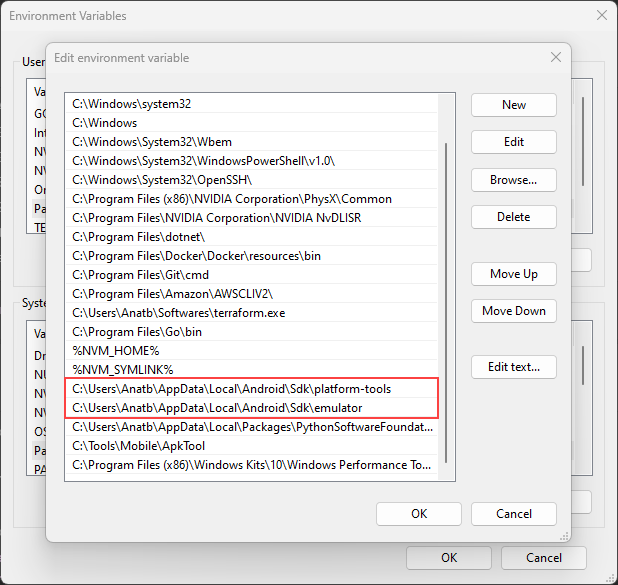 Environment Variables
User
Edit environment variable
Va
GO
Int
NV
NV
On
Pa
TE
C:\Windows\system32
C:\Windows
C:\Windows\System32\Wbem
C:\Windows\System32\WindowsPowerShell\v1.0\
C:\Windows\System32\OpenSSH\
C:\Program Files (x86)\NVIDIA Corporation\PhysX\Common
C:\Program Files\NVIDIA Corporation\NVIDIA NvDLISR
C:\Program Files\dotnet\
C:\Program Files\Docker\Docker\resources\bin
C:\Program Files\Git\cmd
C:\Program Files\Amazon\AWSCLIV2\
C:\Users\Anatb\Softwares\terraform.exe
C:\Program Files\Go\bin
%NVM_HOME%
%NVM_SYMLINK%
C:\Users\Anatb\AppData\Local\Android\Sdk\platform-tools
C:\Users\Anatb\AppData\Local\Android\Sdk\emulator
C:\Users\Anatb\AppData\Local\Packages\PythonSoftwareFoundat...
C:\Tools\Mobile\ApkTool
C:\Program Files (x86)\Windows Kits\10\Windows Performance To...
New
Edit
Browse...
Delete
Move Up
Move Down
Edit text...
OK
Cancel
Syste
Va
Dr
NU
NV
NV
OS
Pa
PA
OK
Cancel